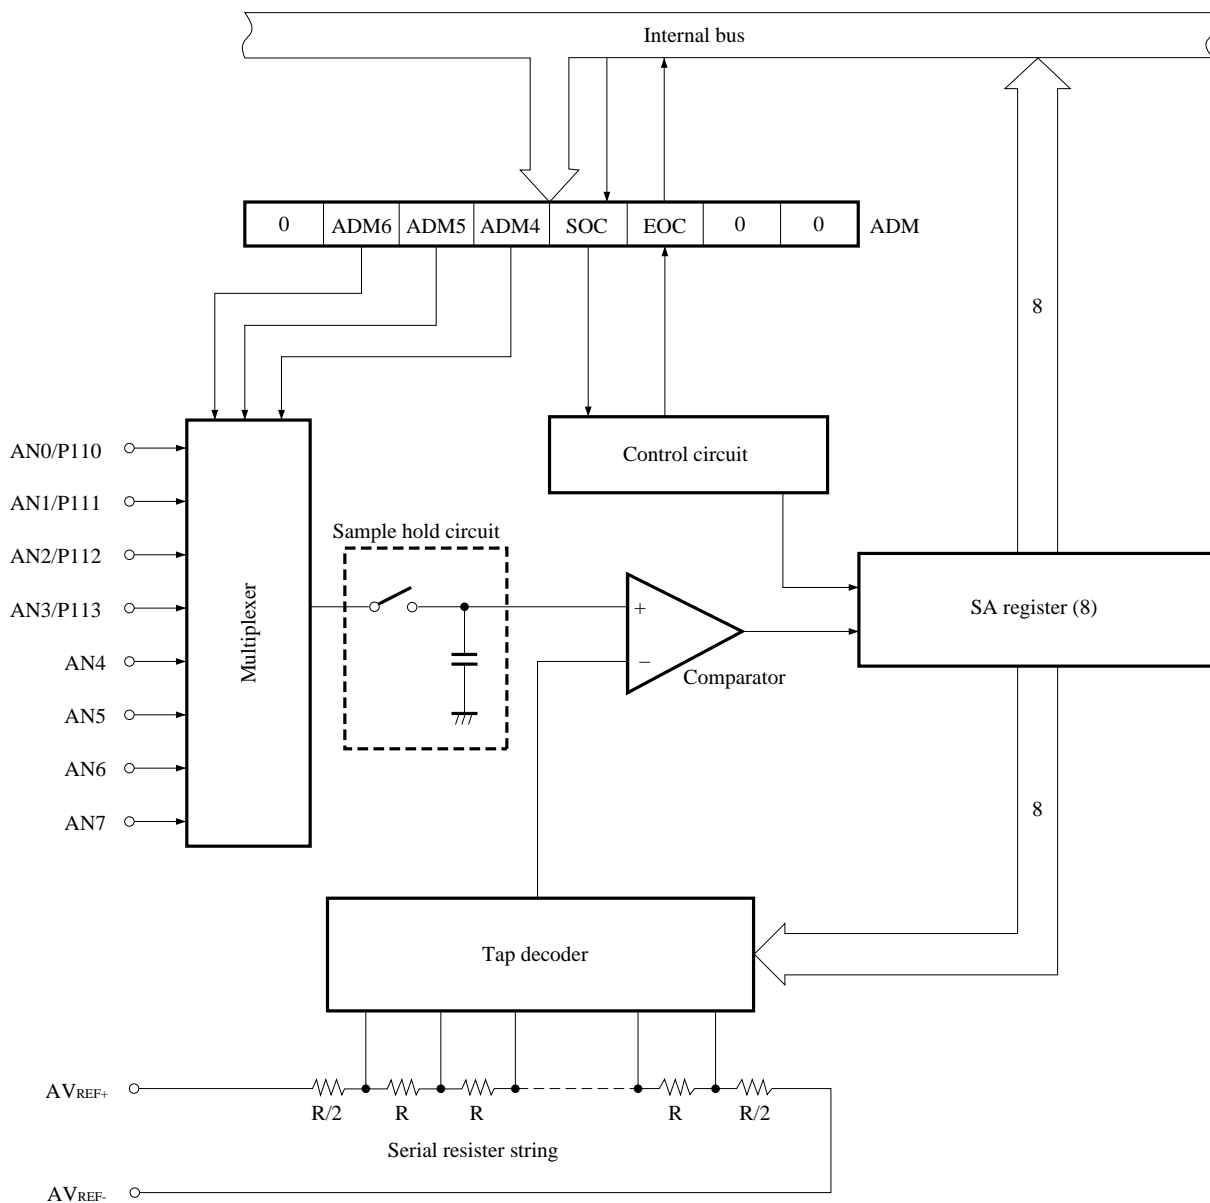 Internal bus
0 ADM6 ADM5 ADM4 SOC EOC 0 0 ADM
8
Control circuit
AN0/P110
AN1/P111
AN2/P112
AN3/P113
AN4
AN5
AN6
AN7
Multiplexer
Sample hold circuit
+
−
Comparator
SA register (8)
8
Tap decoder
AVREF+
R/2 R R R R/2
Serial resister string
AVREF-